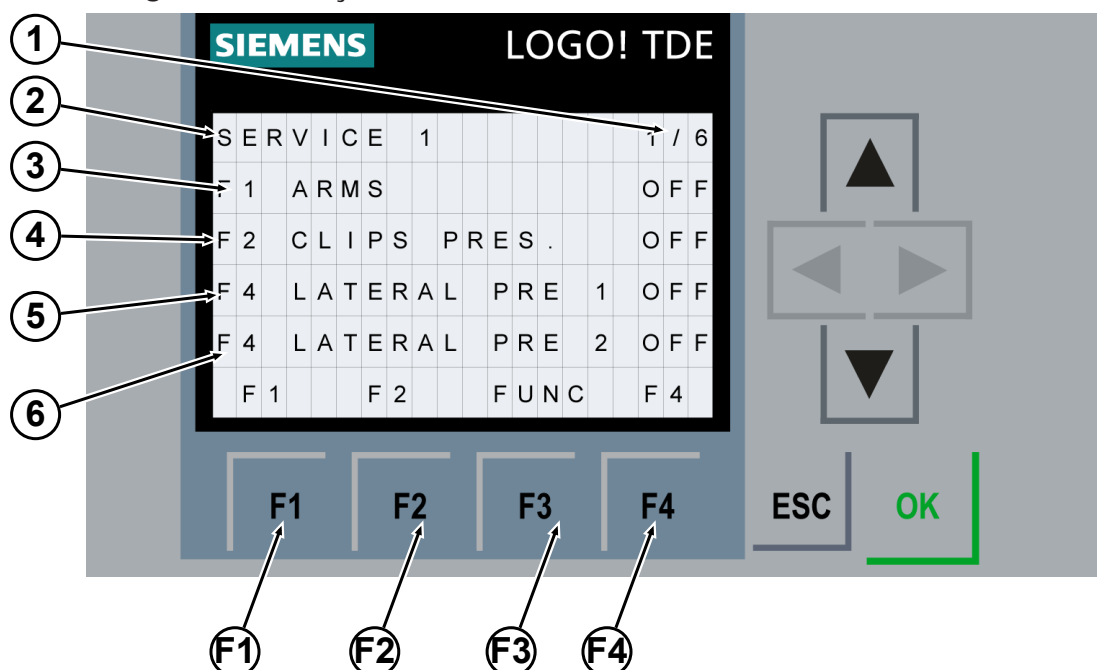 1
SIEMENS LOGO! TDE
2
SERVICE 1 1/6
3
F1 ARMS OFF
4
F2 CLIPS PRES. OFF
5
F4 LATERAL PRE 1 OFF
F4 LATERAL PRE 2 OFF
6
F1 F2 FUNC F4
F1 F2 F3 F4 ESC OK
F1 F2 F3 F4